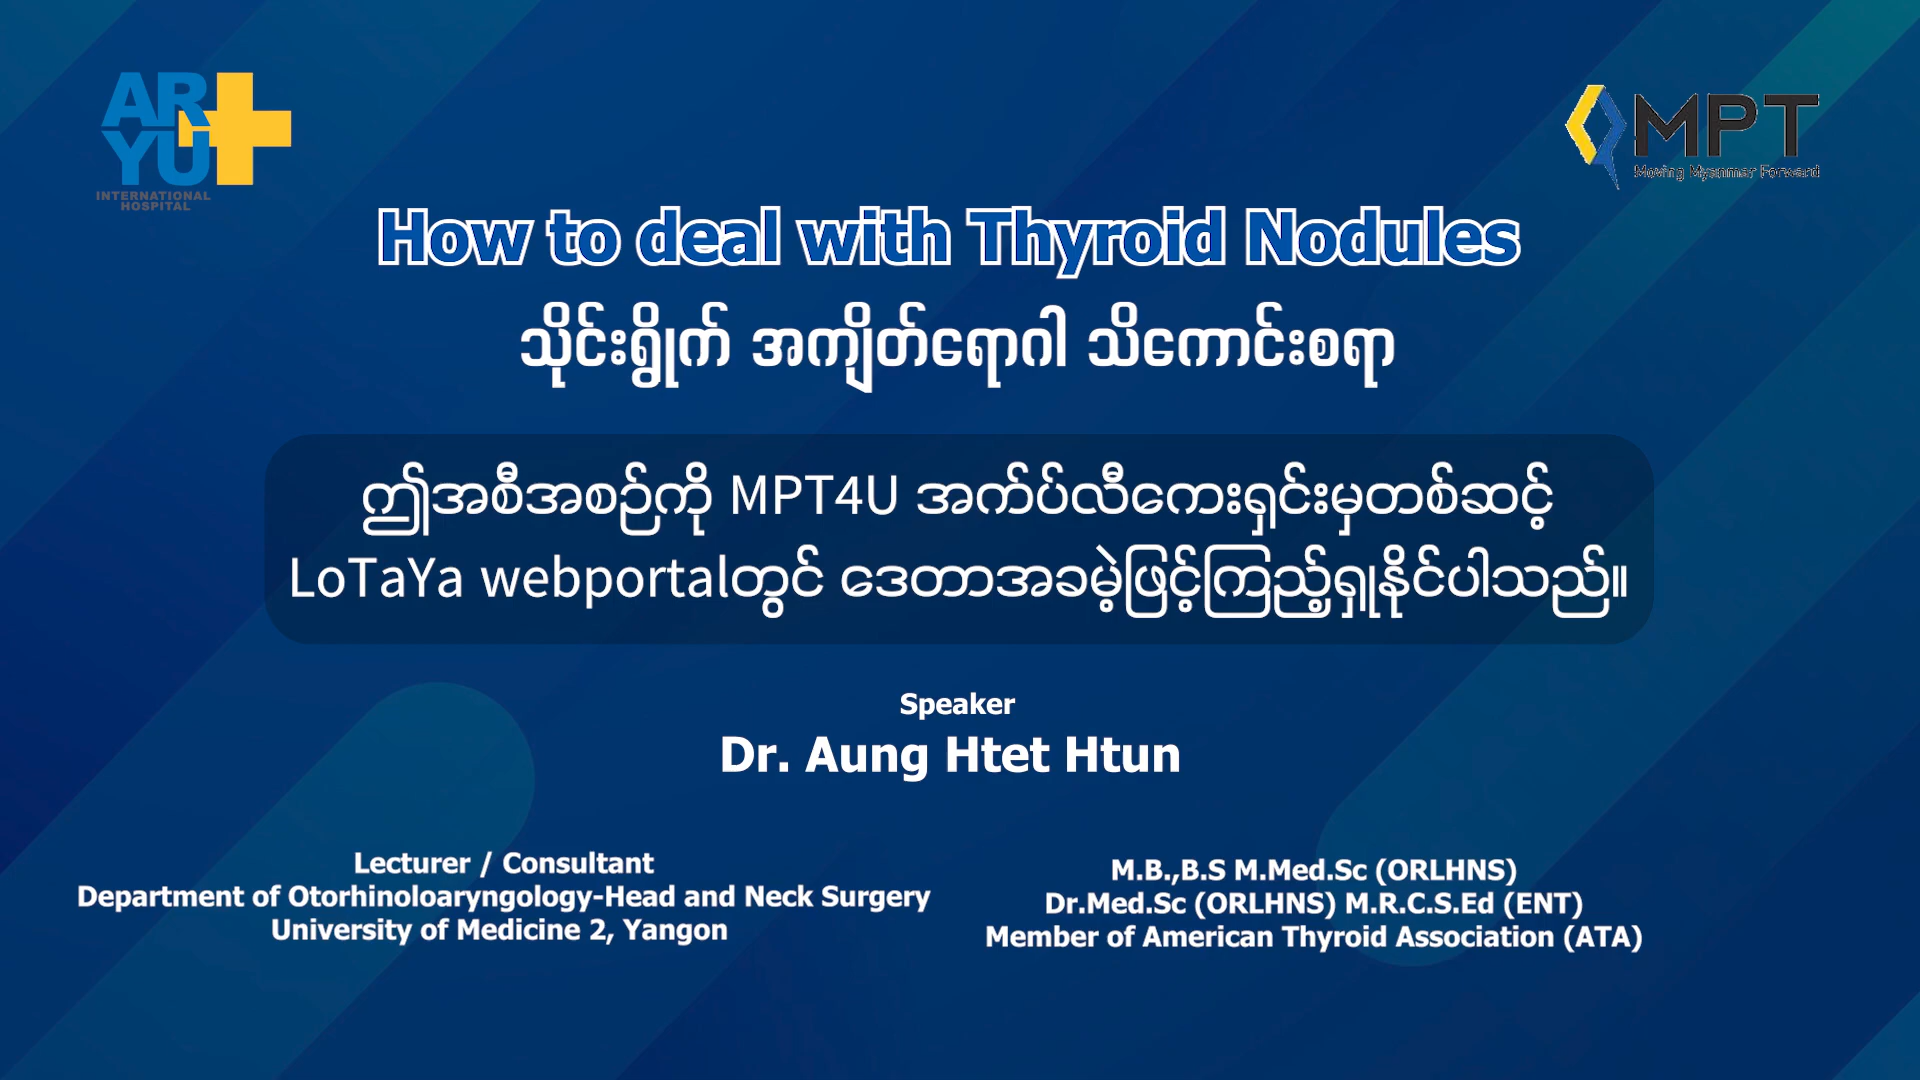 AR
YU
INTERNATIONAL
HOSPITAL
MPT
Moving Myanmar Forward
How to deal with Thyroid Nodules
သိုင်းရွိုက် အကျိတ်ရောဂါ သိကောင်းစရာ
ဤအစီအစဉ်ကို MPT4U အက်ပ်လီကေးရှင်းမှတစ်ဆင့်
LoTaYa webportalတွင် ဒေတာအခမဲ့ဖြင့်ကြည့်ရှုနိုင်ပါသည်။
Speaker
Dr. Aung Htet Htun
Lecturer / Consultant
Department of Otorhinoloaryngology-Head and Neck Surgery
University of Medicine 2, Yangon
M.B.,B.S M.Med.Sc (ORLHNS)
Dr.Med.Sc (ORLHNS) M.R.C.S.Ed (ENT)
Member of American Thyroid Association (ATA)